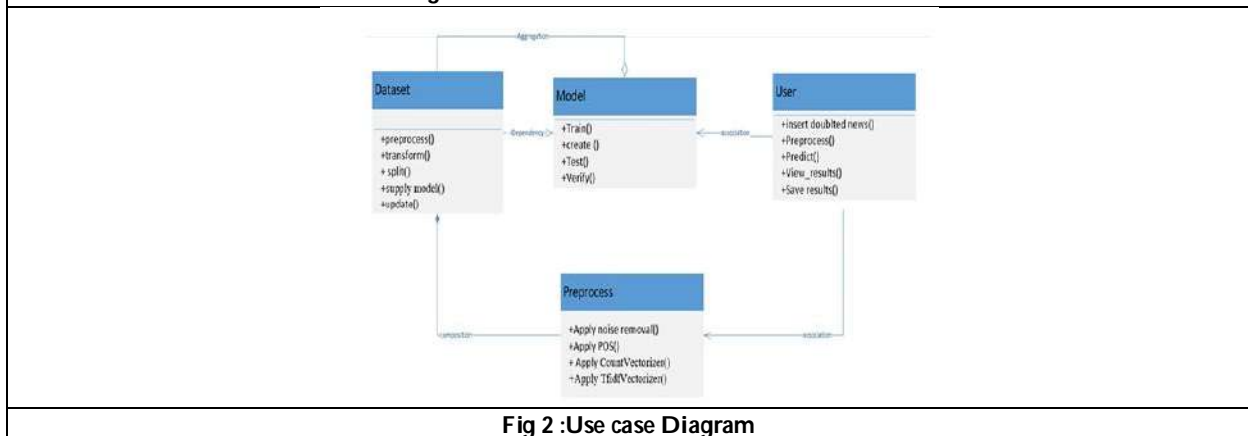 Aggregation
Dataset
+preprocess()
+transform()
+ split()
+supply model()
+update()
Dependency
Model
+Train()
+create ()
+Test()
+Verify()
association
User
+insert doublted news()
+Preprocess()
+Predict()
+View_results()
+Save results()
composition
Preprocess
+Apply noise removal()
+Apply POS()
+ Apply CountVectorizer()
+Apply TfidfVectorizer()
association
Fig 2 :Use case Diagram